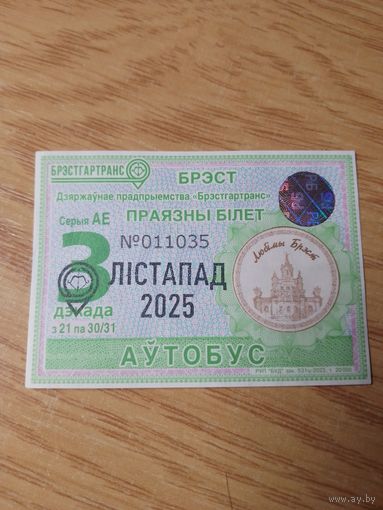 БРЭСТГАРТРАНС
БРЭСТ
Дзяржаўнае прадпрыемства «Брэстгартранс»
Серыя АЕ
ПРАЯЗНЫ БІЛЕТ
№011035
3
ЛІСТАПАД
2025
дэкада
з 21 па 30/31
Любімы Брэст
АЎТОБУС
ay.by